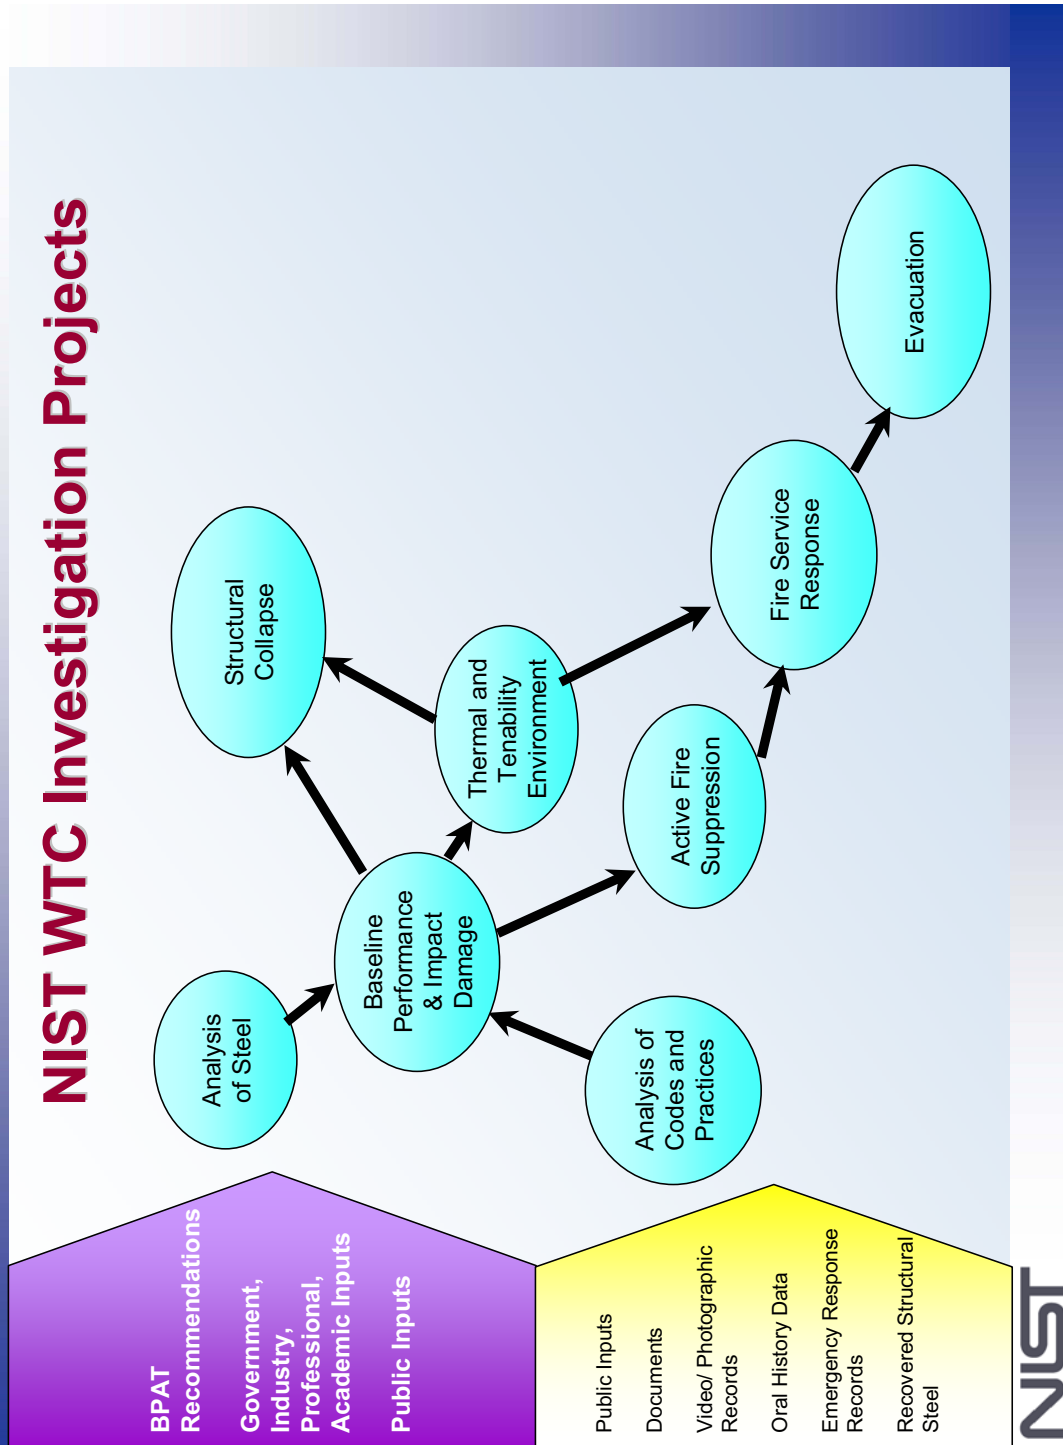 NIST WTC Investigation Projects
BPAT
Recommendations
Government,
Industry,
Professional,
Academic Inputs
Public Inputs
Public Inputs
Documents
Video/ Photographic
Records
Oral History Data
Emergency Response
Records
Recovered Structural
Steel
Analysis
of Steel
Analysis of
Codes and
Practices
Baseline
Performance
& Impact
Damage
Structural
Collapse
Thermal and
Tenability
Environment
Active Fire
Suppression
Fire Service
Response
Evacuation
NIST